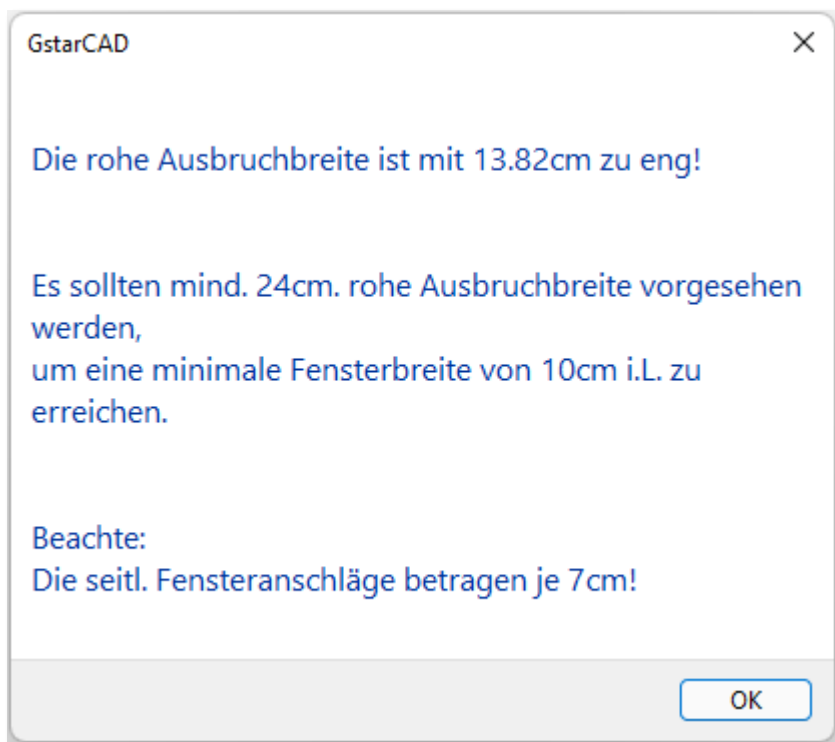 GstarCAD
Die rohe Ausbruchbreite ist mit 13.82cm zu eng!
Es sollten mind. 24cm. rohe Ausbruchbreite vorgesehen
werden,
um eine minimale Fensterbreite von 10cm i.L. zu
erreichen.
Beachte:
Die seitl. Fensteranschläge betragen je 7cm!
OK